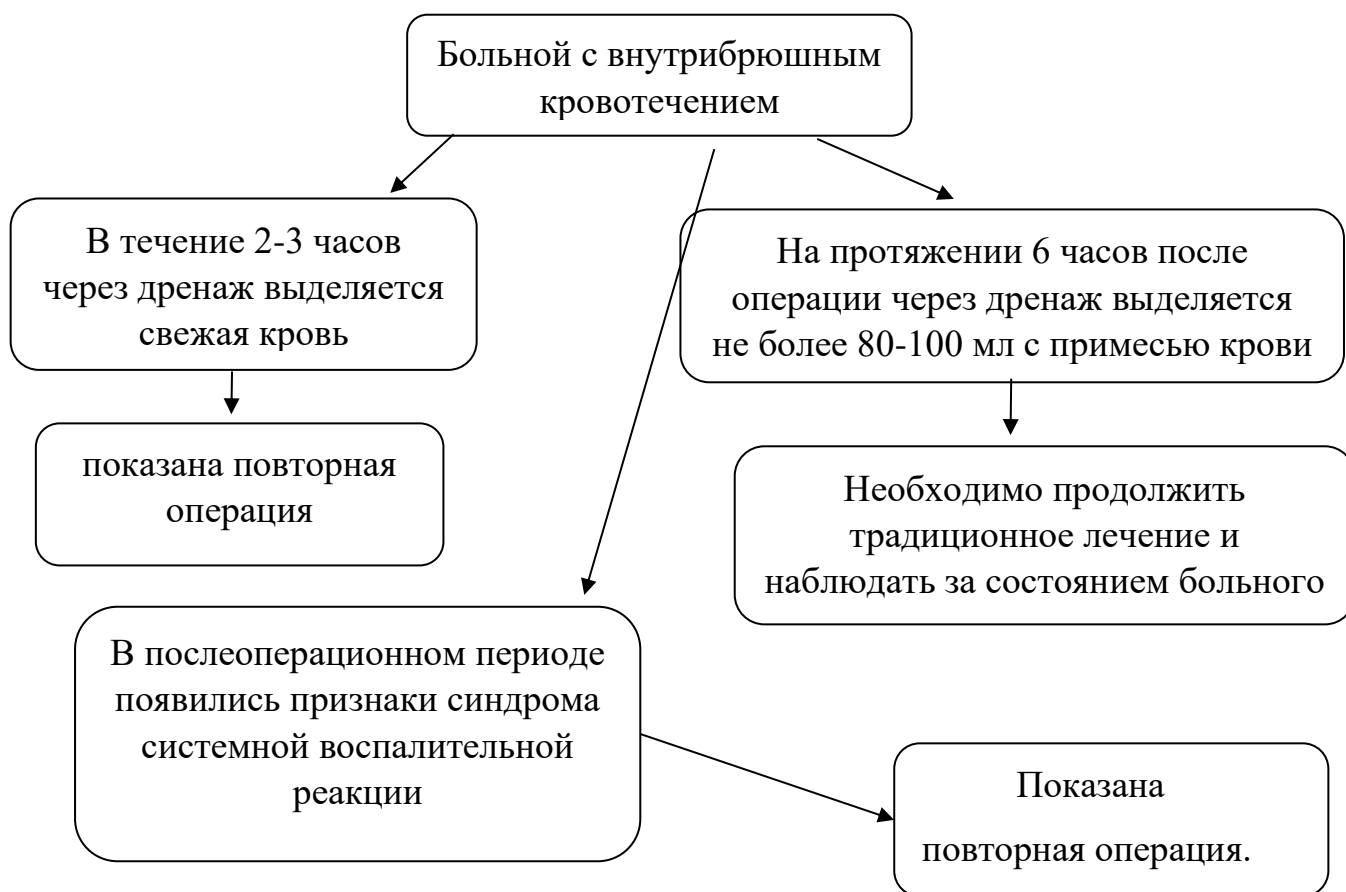 Больной с внутрибрюшным
кровотечением
В течение 2-3 часов
через дренаж выделяется
свежая кровь
На протяжении 6 часов после
операции через дренаж выделяется
не более 80-100 мл с примесью крови
показана повторная
операция
Необходимо продолжить
традиционное лечение и
наблюдать за состоянием больного
В послеоперационном периоде
появились признаки синдрома
системной воспалительной
реакции
Показана
повторная операция.